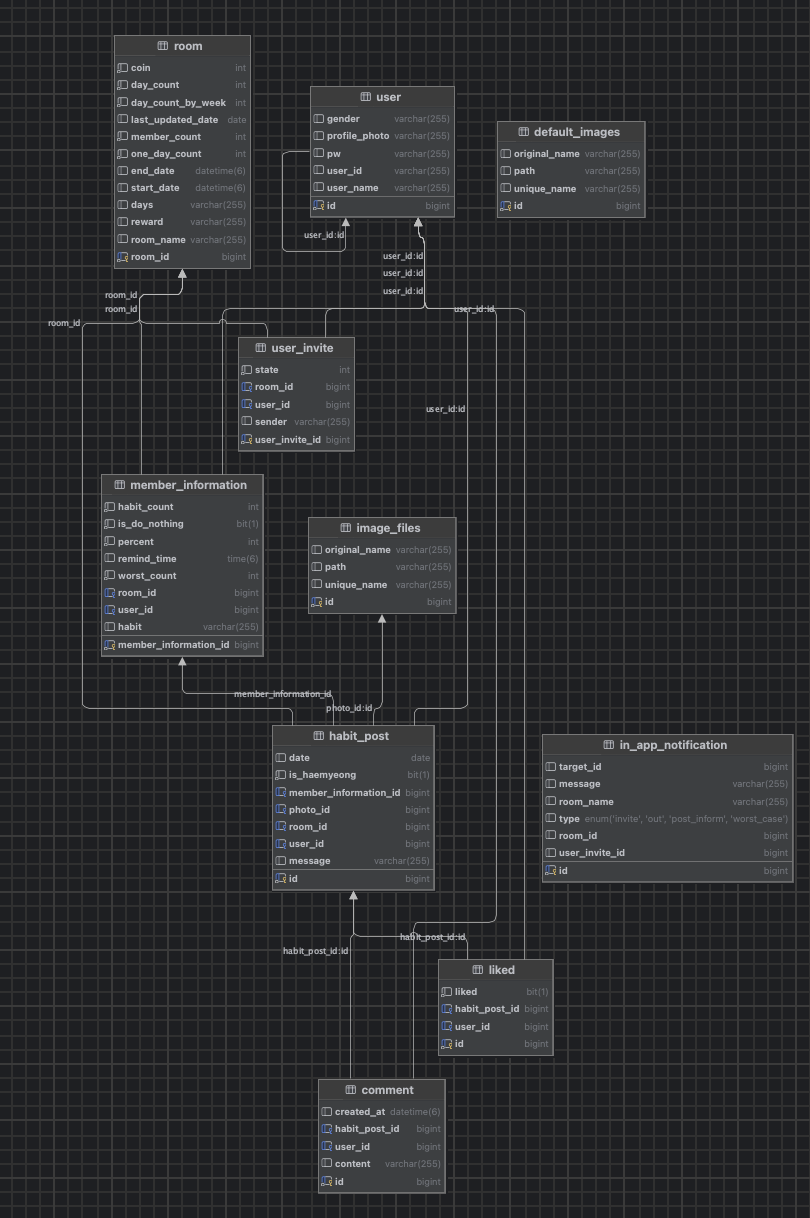 room
coin int
day_count int
day_count_by_week int
last_updated_date date
member_count int
one_day_count int
end_date datetime(6)
start_date datetime(6)
days varchar(255)
reward varchar(255)
room_name varchar(255)
room_id bigint
user
gender varchar(255)
profile_photo varchar(255)
pw varchar(255)
user_id varchar(255)
user_name varchar(255)
id bigint
default_images
original_name varchar(255)
path varchar(255)
unique_name varchar(255)
id bigint
user_id:id
user_id:id
user_id:id
user_id:id
room_id
room_id
user_id:id
room_id
user_invite
state int
room_id bigint
user_id bigint
sender varchar(255)
user_invite_id bigint
user_id:id
member_information
habit_count int
is_do_nothing bit(1)
percent int
remind_time time(6)
worst_count int
room_id bigint
user_id bigint
habit varchar(255)
member_information_id bigint
image_files
original_name varchar(255)
path varchar(255)
unique_name varchar(255)
id bigint
member_information_id
photo_id:id
habit_post
date date
is_haemyeong bit(1)
member_information_id bigint
photo_id bigint
room_id bigint
user_id bigint
message varchar(255)
id bigint
in_app_notification
target_id bigint
message varchar(255)
room_name varchar(255)
type enum('invite', 'out', 'post_inform', 'worst_case')
room_id bigint
user_invite_id bigint
id bigint
habit_post_id:id
habit_post_id:id
liked
liked bit(1)
habit_post_id bigint
user_id bigint
id bigint
comment
created_at datetime(6)
habit_post_id bigint
user_id bigint
content varchar(255)
id bigint